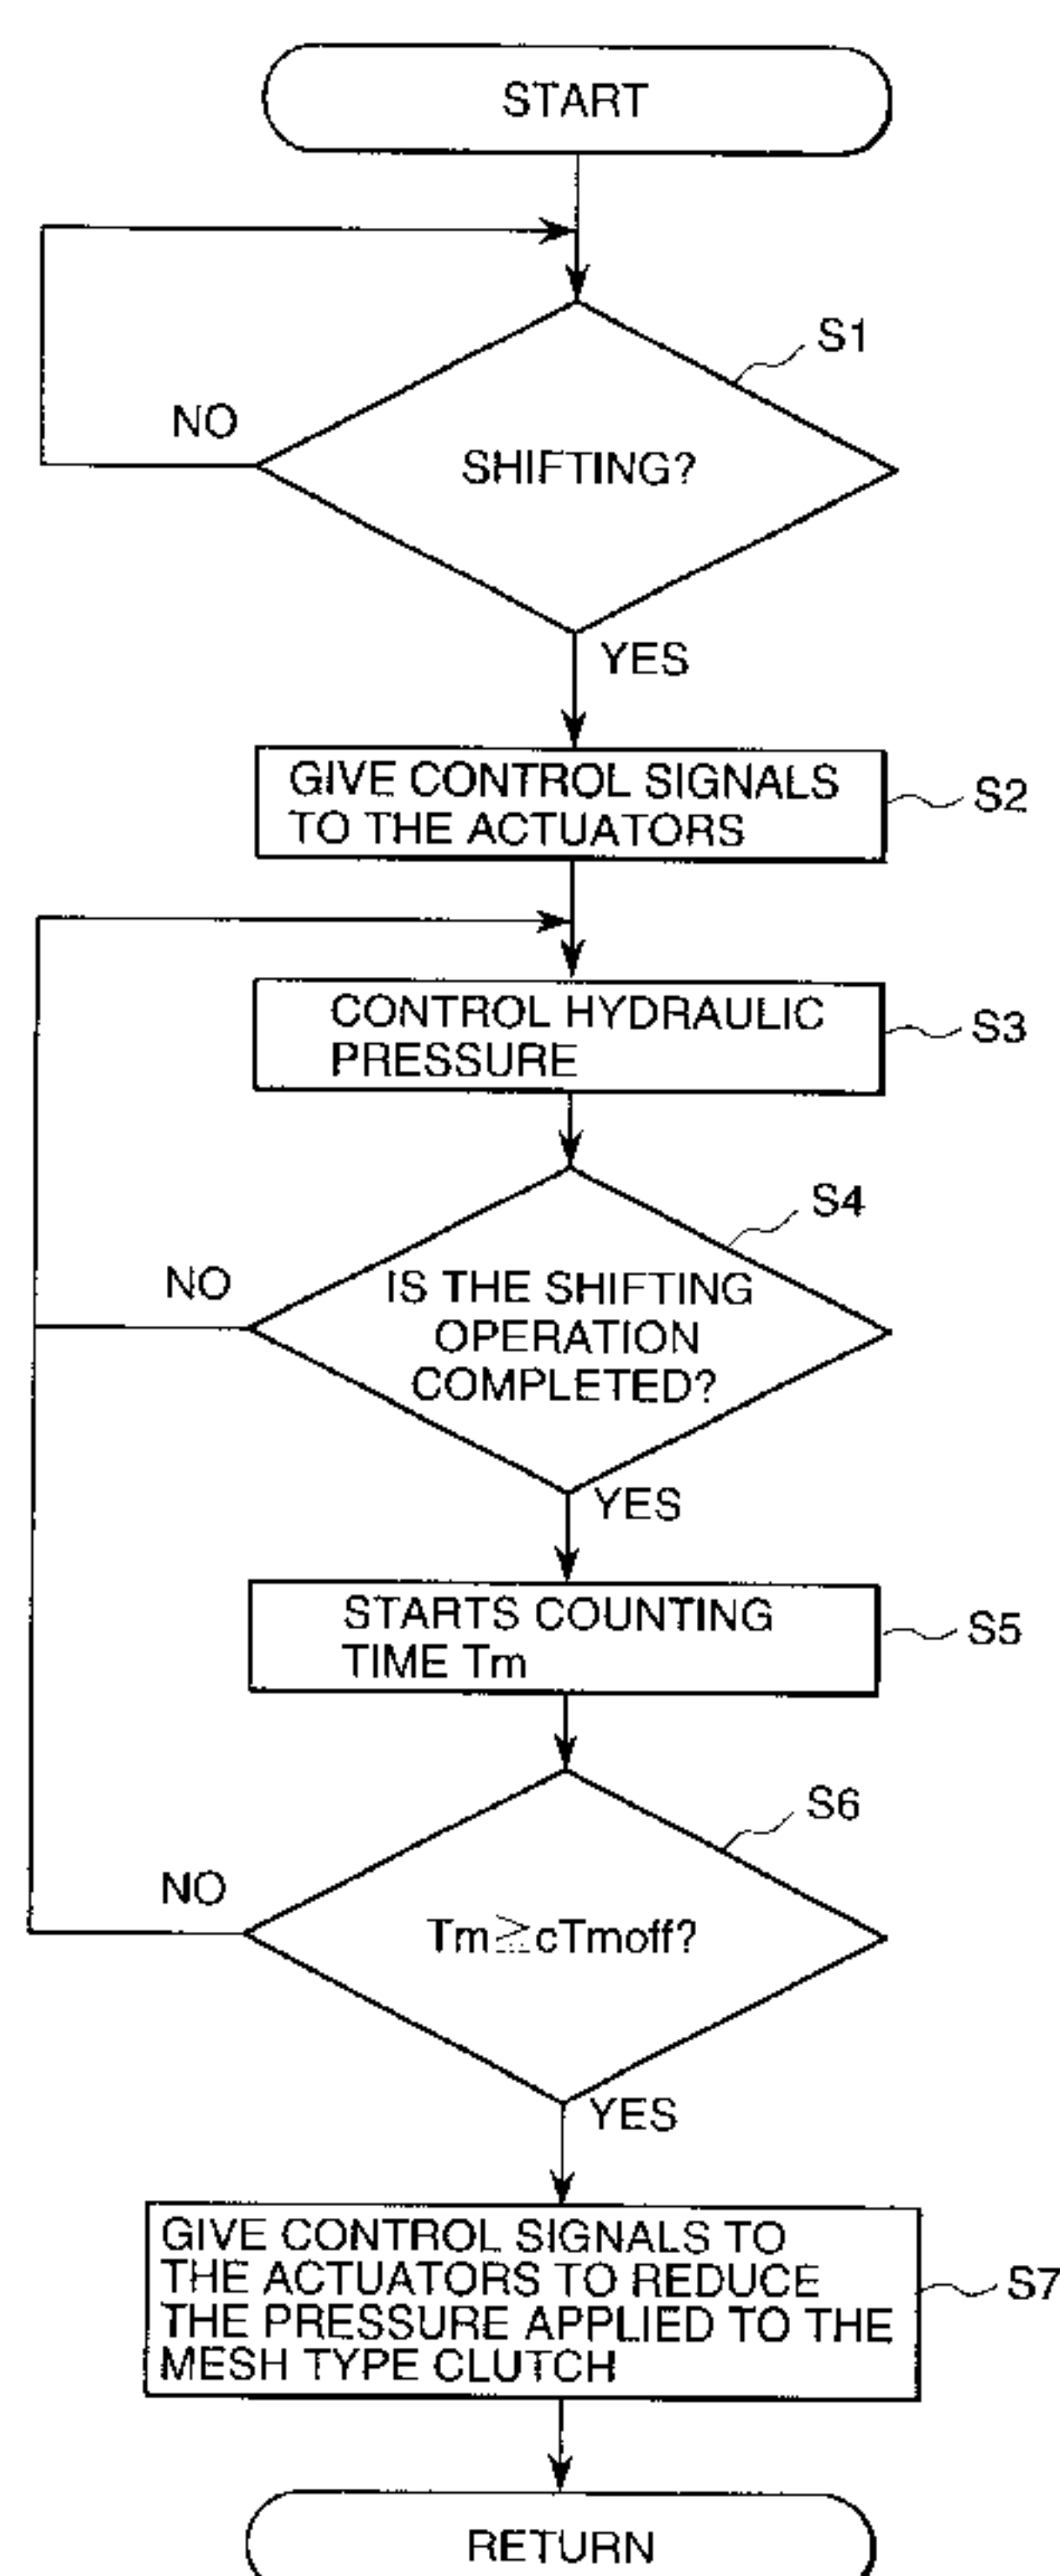 START
S1
NO
SHIFTING?
YES
GIVE CONTROL SIGNALS
TO THE ACTUATORS
S2
CONTROL HYDRAULIC
PRESSURE
S3
S4
NO
IS THE SHIFTING
OPERATION
COMPLETED?
YES
STARTS COUNTING
TIME Tm
S5
S6
NO
Tm≧cTmoff?
YES
GIVE CONTROL SIGNALS TO
THE ACTUATORS TO REDUCE
THE PRESSURE APPLIED TO THE
MESH TYPE CLUTCH
S7
RETURN